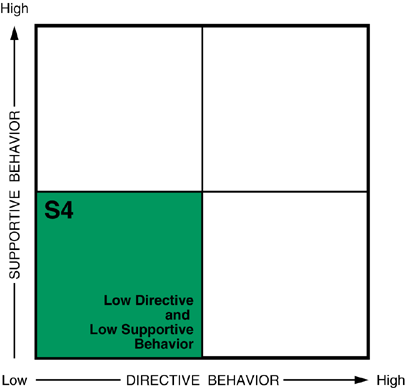 High
SUPPORTIVE BEHAVIOR
S4
Low Directive
and
Low Supportive
Behavior
Low
DIRECTIVE BEHAVIOR
High